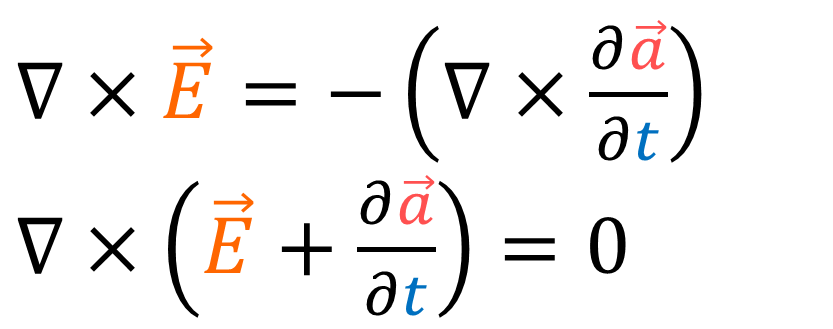 ∇ × E⃗ = −(∇ × ∂a⃗/∂t)
∇ × (E⃗ + ∂a⃗/∂t) = 0